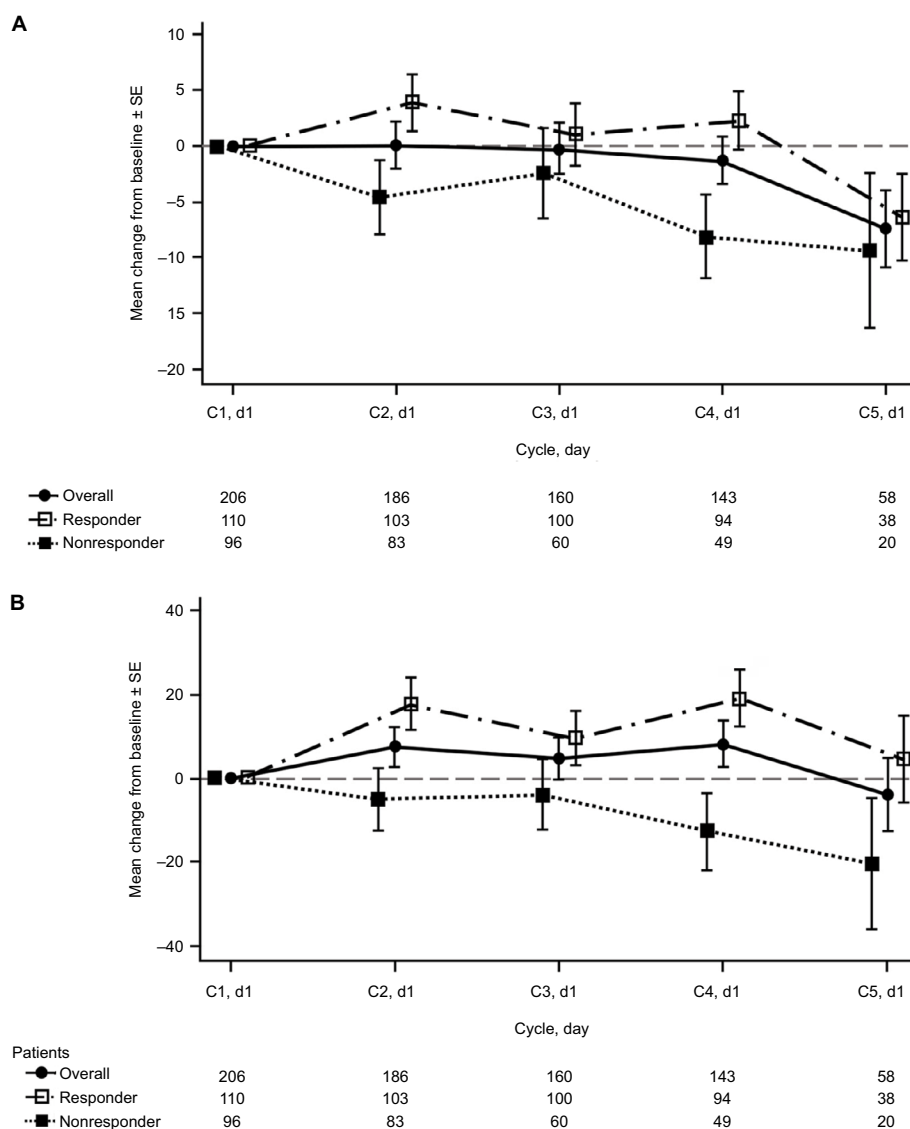 A
Mean change from baseline ± SE
10
5
0
–5
–10
15
–20
C1, d1 C2, d1 C3, d1 C4, d1 C5, d1
Cycle, day
Overall 206 186 160 143 58
Responder 110 103 100 94 38
Nonresponder 96 83 60 49 20
B
Mean change from baseline ± SE
40
20
0
–20
–40
C1, d1 C2, d1 C3, d1 C4, d1 C5, d1
Cycle, day
Patients
Overall 206 186 160 143 58
Responder 110 103 100 94 38
Nonresponder 96 83 60 49 20